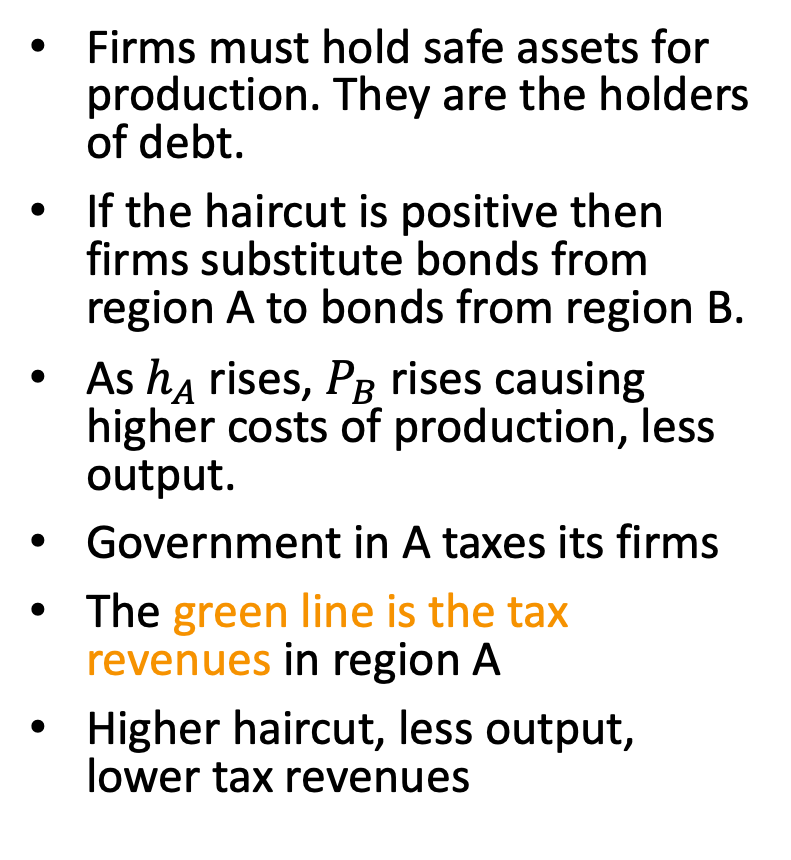 • Firms must hold safe assets for
production. They are the holders
of debt.
• If the haircut is positive then
firms substitute bonds from
region A to bonds from region B.
• As h_A rises, P_B rises causing
higher costs of production, less
output.
• Government in A taxes its firms
• The green line is the tax
revenues in region A
• Higher haircut, less output,
lower tax revenues